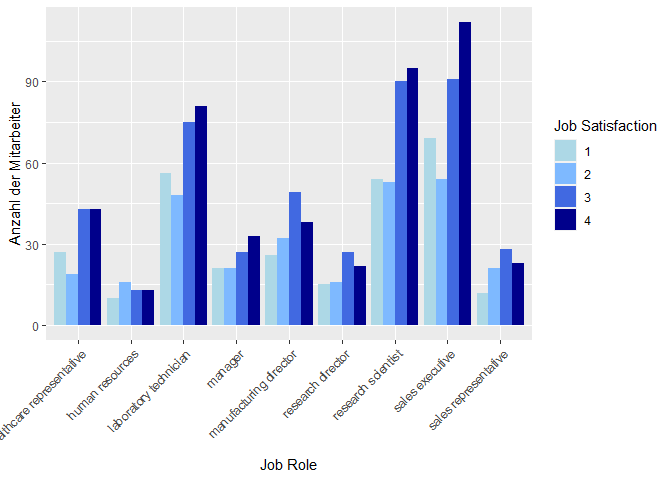 Anzahl der Mitarbeiter
90
60
30
0
althcare representative
human resources
laboratory technician
manager
manufacturing director
research director
research scientist
sales executive
sales representative
Job Role
Job Satisfaction
1
2
3
4